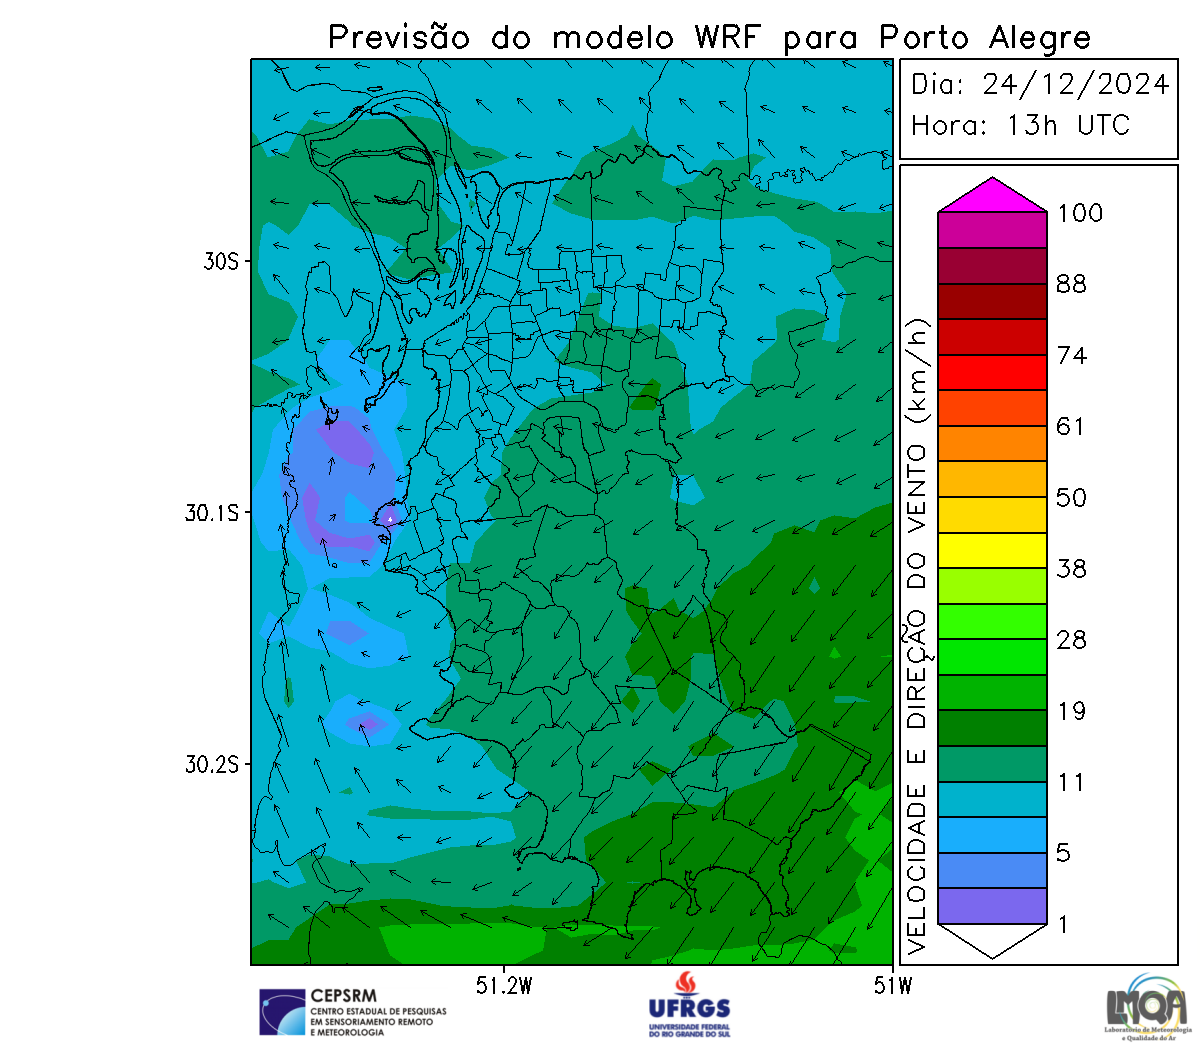 Previsão do modelo WRF para Porto Alegre
Dia: 24/12/2024
Hora: 13h UTC
VELOCIDADE E DIREÇÃO DO VENTO (km/h)
100
88
74
61
50
38
28
19
11
5
1
30S
30.1S
30.2S
51.2W
51W
CEPSRM
CENTRO ESTADUAL DE PESQUISAS
EM SENSORIAMENTO REMOTO
E METEOROLOGIA
UFRGS
UNIVERSIDADE FEDERAL
DO RIO GRANDE DO SUL
LMQA
Laboratório de Meteorologia
e Qualidade do Ar